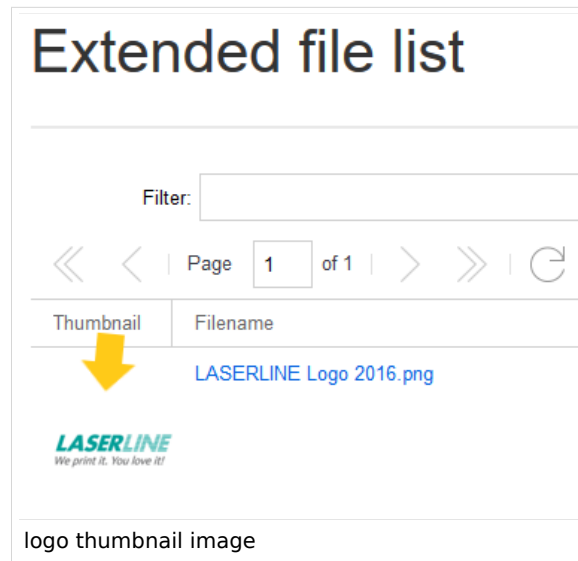 Extended file list
Filter:
Page 1 of 1
Thumbnail Filename
LASERLINE Logo 2016.png
LASERLINE
We print it. You love it!
logo thumbnail image